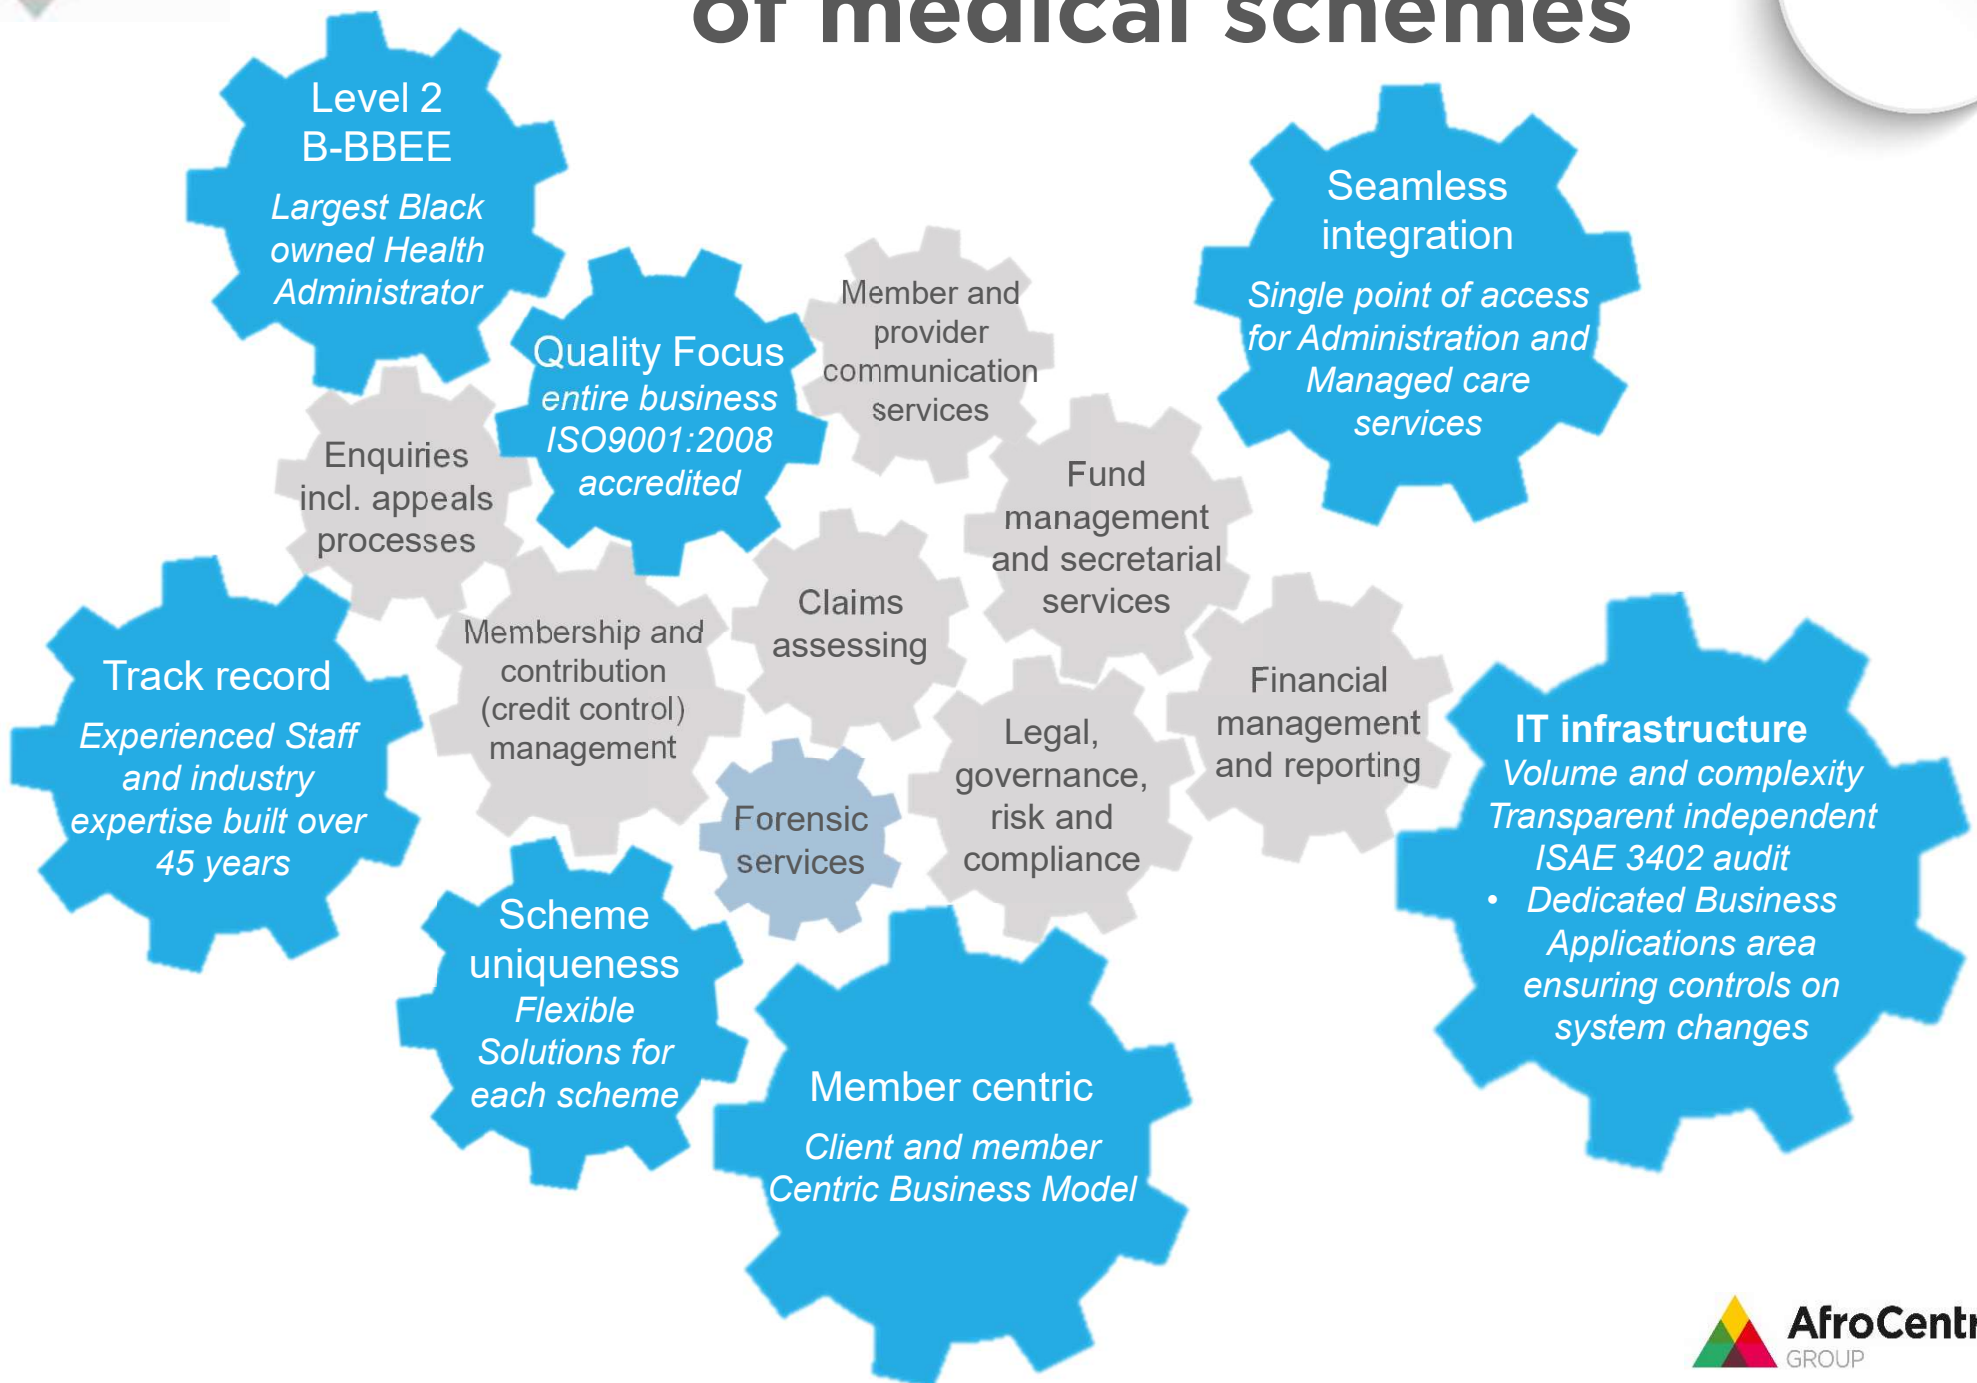 of medical schemes
Level 2
B-BBEE
Largest Black
owned Health
Administrator
Seamless
integration
Single point of access
for Administration and
Managed care
services
Member and
provider
communication
services
Quality Focus
entire business
ISO9001:2008
accredited
Enquiries
incl. appeals
processes
Fund
management
and secretarial
services
Claims
assessing
Membership and
contribution
(credit control)
management
Track record
Experienced Staff
and industry
expertise built over
45 years
Financial
management
and reporting
Legal,
governance,
risk and
compliance
IT infrastructure
Volume and complexity
Transparent independent
ISAE 3402 audit
• Dedicated Business
Applications area
ensuring controls on
system changes
Forensic
services
Scheme
uniqueness
Flexible
Solutions for
each scheme
Member centric
Client and member
Centric Business Model
AfroCentr
GROUP